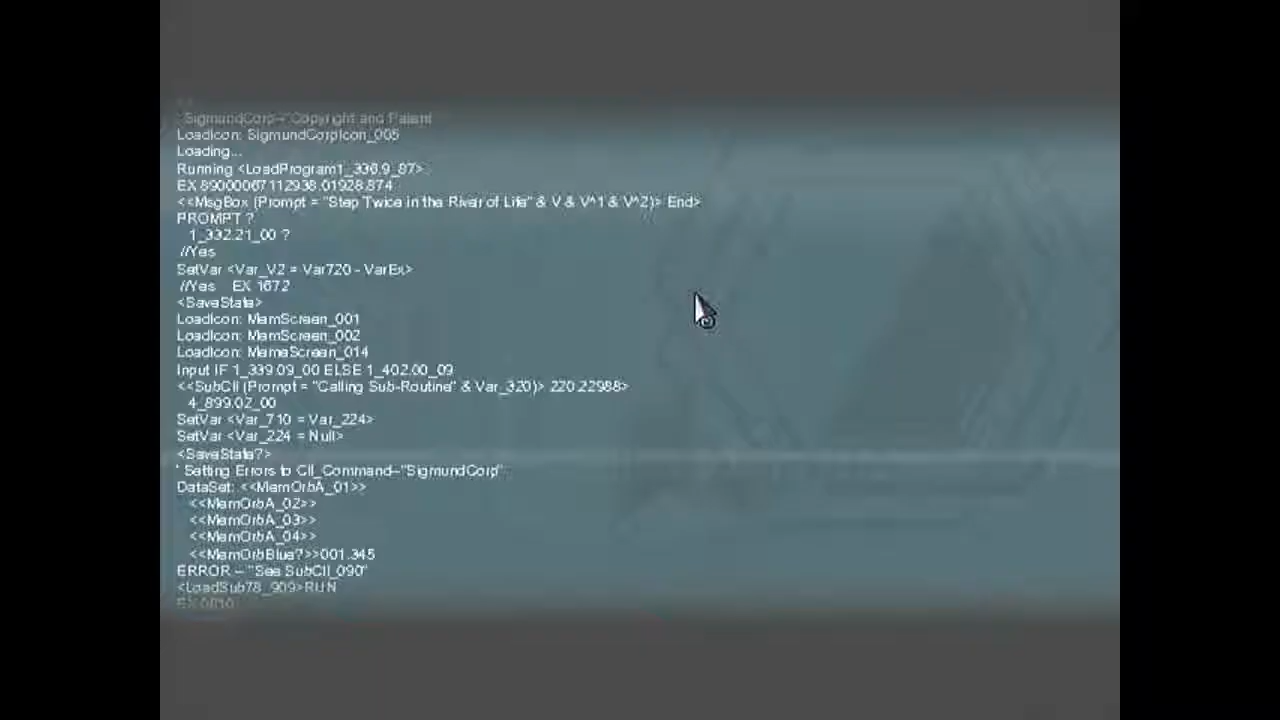 'SigmundCorp--"Copyright and Patent
LoadIcon: SigmundCorpIcon_005
Loading...
Running <LoadProgram1_336.9_87>
EX 89000067112938.01928.874
<<MsgBox (Prompt = "Step Twice in the River of Life" & V & V^1 & V^2)> End>
PROMPT ?
1_332.21_00 ?
//Yes
SetVar <Var_V2 = Var720 - VarEx>
//Yes EX 1672
<SaveState>
LoadIcon: MemScreen_001
LoadIcon: MemScreen_002
LoadIcon: MemeScreen_014
Input IF 1_339.09_00 ELSE 1_402.00_09
<<SubCll (Prompt = "Calling Sub-Routine" & Var_320)> 220.22988>
4_899.02_00
SetVar <Var_710 = Var_224>
SetVar <Var_224 = Null>
<SaveState?>
' Setting Errors to Cll_Command--"SigmundCorp"
DataSet: <<MemOrbA_01>>
<<MemOrbA_02>>
<<MemOrbA_03>>
<<MemOrbA_04>>
<<MemOrbBlue?>>001.345
ERROR -- "See SubCll_090"
<LoadSub78_909>RUN